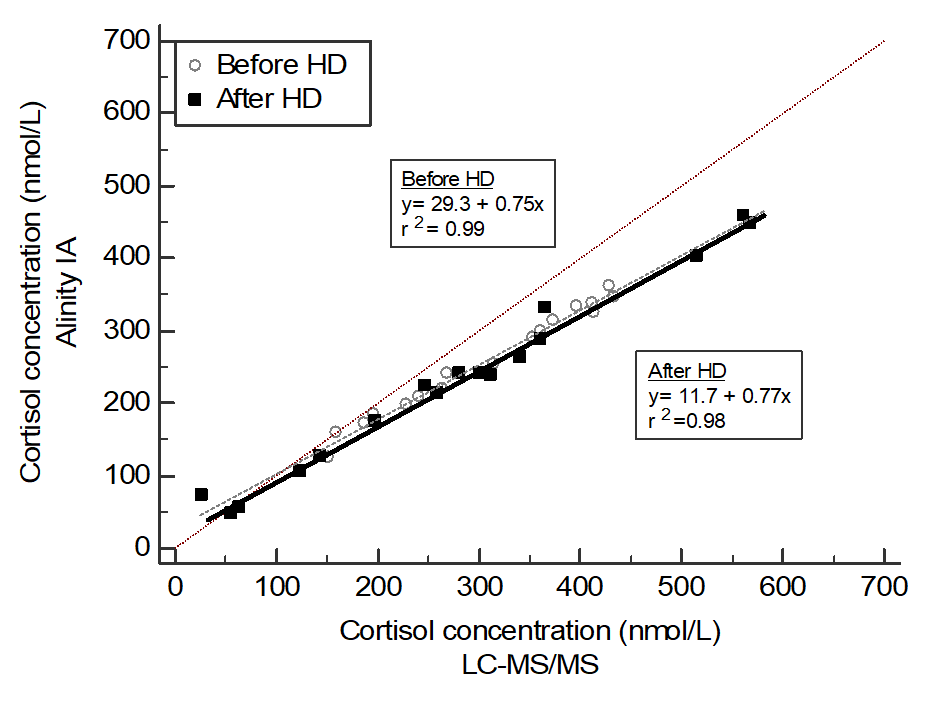 Before HD
After HD
Cortisol concentration (nmol/L)
Alinity IA
700
600
500
400
300
200
100
0
Before HD
y= 29.3 + 0.75x
r 2 = 0.99
After HD
y= 11.7 + 0.77x
r 2 =0.98
0 100 200 300 400 500 600 700
Cortisol concentration (nmol/L)
LC-MS/MS